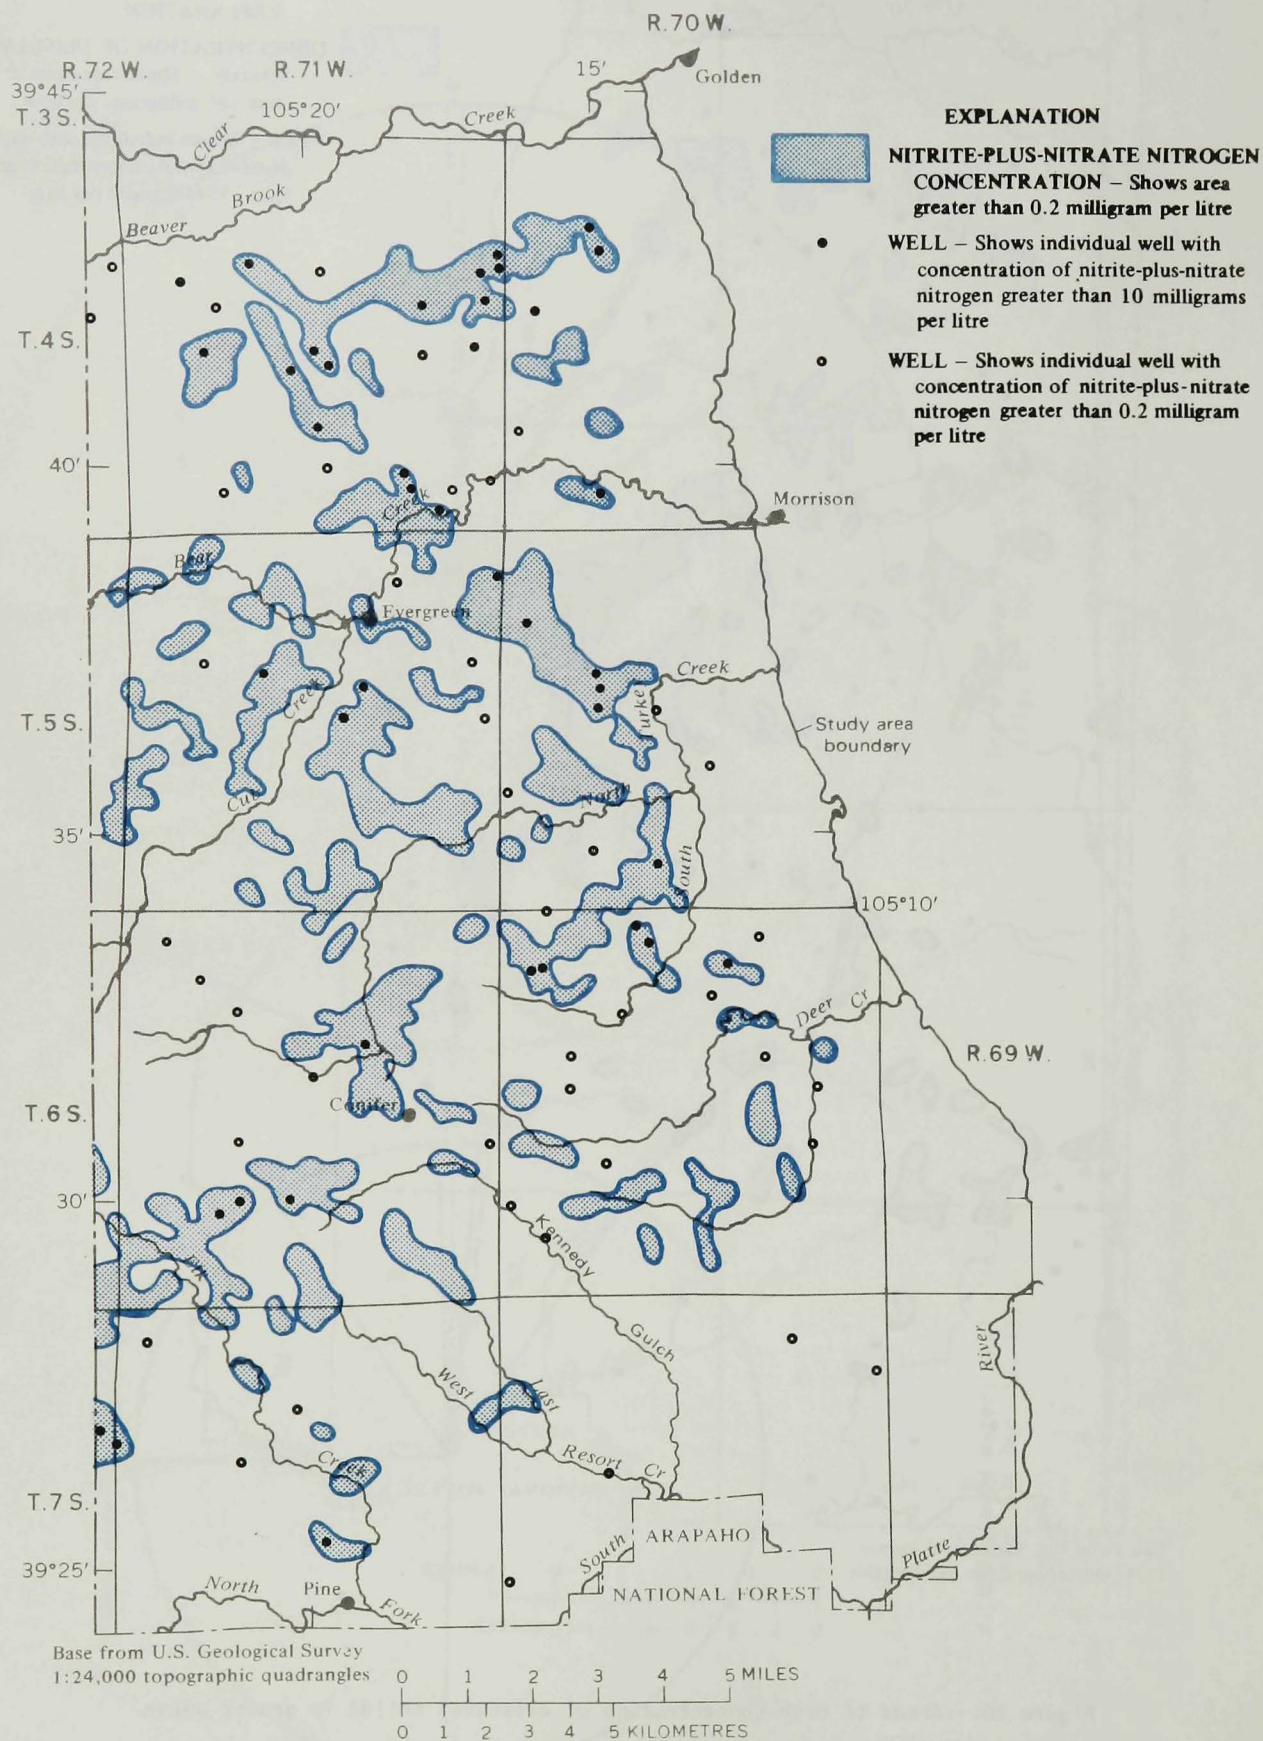 R.70 W.
R.72 W.
R.71 W.
15'
Golden
39°45'
T.3 S.
105°20'
Clear
Creek
EXPLANATION
NITRITE-PLUS-NITRATE NITROGEN
CONCENTRATION – Shows area
greater than 0.2 milligram per litre
Beaver
Brook
WELL – Shows individual well with
concentration of nitrite-plus-nitrate
nitrogen greater than 10 milligrams
per litre
T.4 S.
WELL – Shows individual well with
concentration of nitrite-plus-nitrate
nitrogen greater than 0.2 milligram
per litre
40'
Creek
Morrison
Bear
Evergreen
Creek
Turkey
Creek
T.5 S.
Study area
boundary
Cub
North
35'
South
105°10'
Deer Cr
R.69 W.
Conifer
T.6 S.
30'
Kennedy
Elk
Gulch
River
West
East
Creek
Resort Cr
T.7 S.
ARAPAHO
South
Platte
39°25'
North
Pine
Fork
NATIONAL FOREST
Base from U.S. Geological Survey
1:24,000 topographic quadrangles
0 1 2 3 4 5 MILES
0 1 2 3 4 5 KILOMETRES